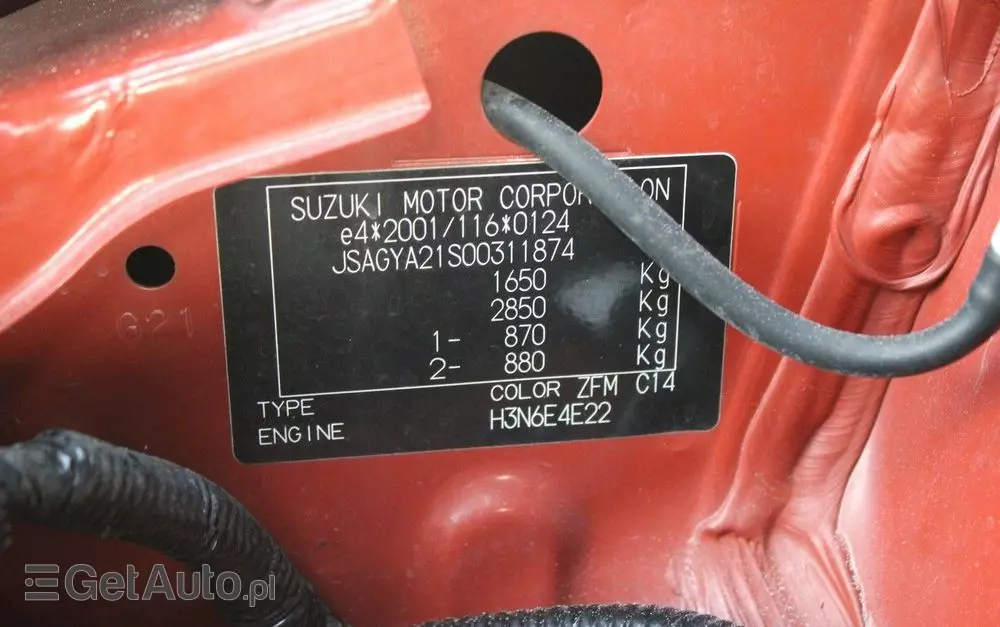 SUZUKI MOTOR CORPOR ON
e4*2001/116*0124
JSAGYA21S00311874
1650 Kg
2850 Kg
1- 870 Kg
2- 880 Kg
COLOR ZFM C14
TYPE H3N6E4E22
ENGINE
G21
GetAuto.pl